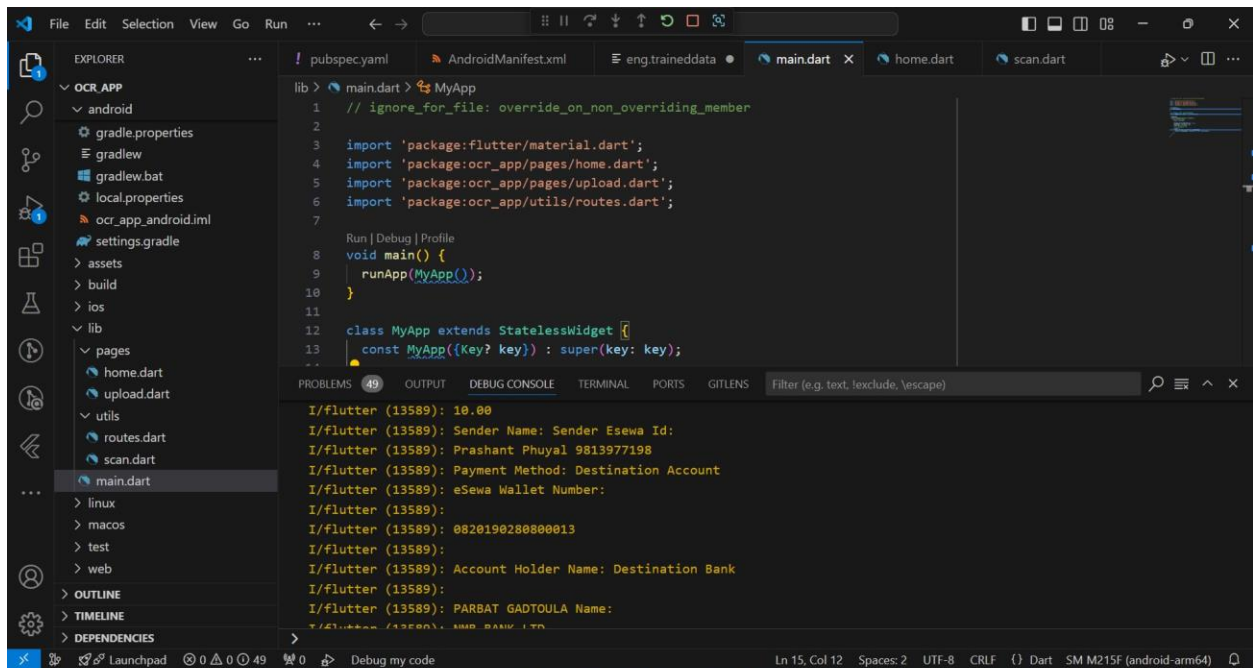 File Edit Selection View Go Run ...
EXPLORER ...
OCR_APP
android
gradle.properties
gradlew
gradlew.bat
local.properties
ocr_app_android.iml
settings.gradle
assets
build
ios
lib
pages
home.dart
upload.dart
utils
routes.dart
scan.dart
main.dart
linux
macos
test
web
OUTLINE
TIMELINE
DEPENDENCIES
pubspec.yaml AndroidManifest.xml eng.traineddata main.dart home.dart scan.dart
lib > main.dart > MyApp
1 // ignore_for_file: override_on_non_overriding_member
2
3 import 'package:flutter/material.dart';
4 import 'package:ocr_app/pages/home.dart';
5 import 'package:ocr_app/pages/upload.dart';
6 import 'package:ocr_app/utils/routes.dart';
7
Run | Debug | Profile
8 void main() {
9 runApp(MyApp());
10 }
11
12 class MyApp extends StatelessWidget {
13 const MyApp({Key? key}) : super(key: key);
PROBLEMS 49 OUTPUT DEBUG CONSOLE TERMINAL PORTS GITLENS Filter (e.g. text, !exclude, \escape)
I/flutter (13589): 10.00
I/flutter (13589): Sender Name: Sender Esewa Id:
I/flutter (13589): Prashant Phuyal 9813977198
I/flutter (13589): Payment Method: Destination Account
I/flutter (13589): eSewa Wallet Number:
I/flutter (13589):
I/flutter (13589): 0820190280800013
I/flutter (13589):
I/flutter (13589): Account Holder Name: Destination Bank
I/flutter (13589):
I/flutter (13589): PARBAT GADTOULA Name:
I/flutter (13589): NMB BANK LTD
Launchpad 0 0 49 0 Debug my code Ln 15, Col 12 Spaces: 2 UTF-8 CRLF {} Dart SM M215F (android-arm64)